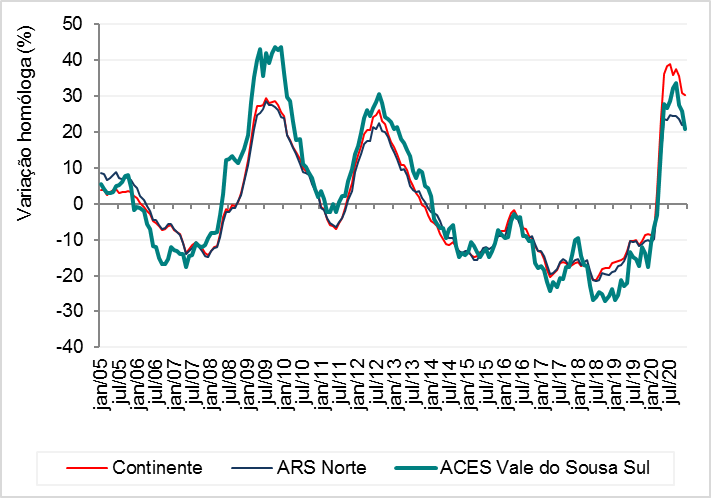 Variação homóloga (%)
50
40
30
20
10
0
-10
-20
-30
-40
jan/05
jul/05
jan/06
jul/06
jan/07
jul/07
jan/08
jul/08
jan/09
jul/09
jan/10
jul/10
jan/11
jul/11
jan/12
jul/12
jan/13
jul/13
jan/14
jul/14
jan/15
jul/15
jan/16
jul/16
jan/17
jul/17
jan/18
jul/18
jan/19
jul/19
jan/20
jul/20
Continente ARS Norte ACES Vale do Sousa Sul